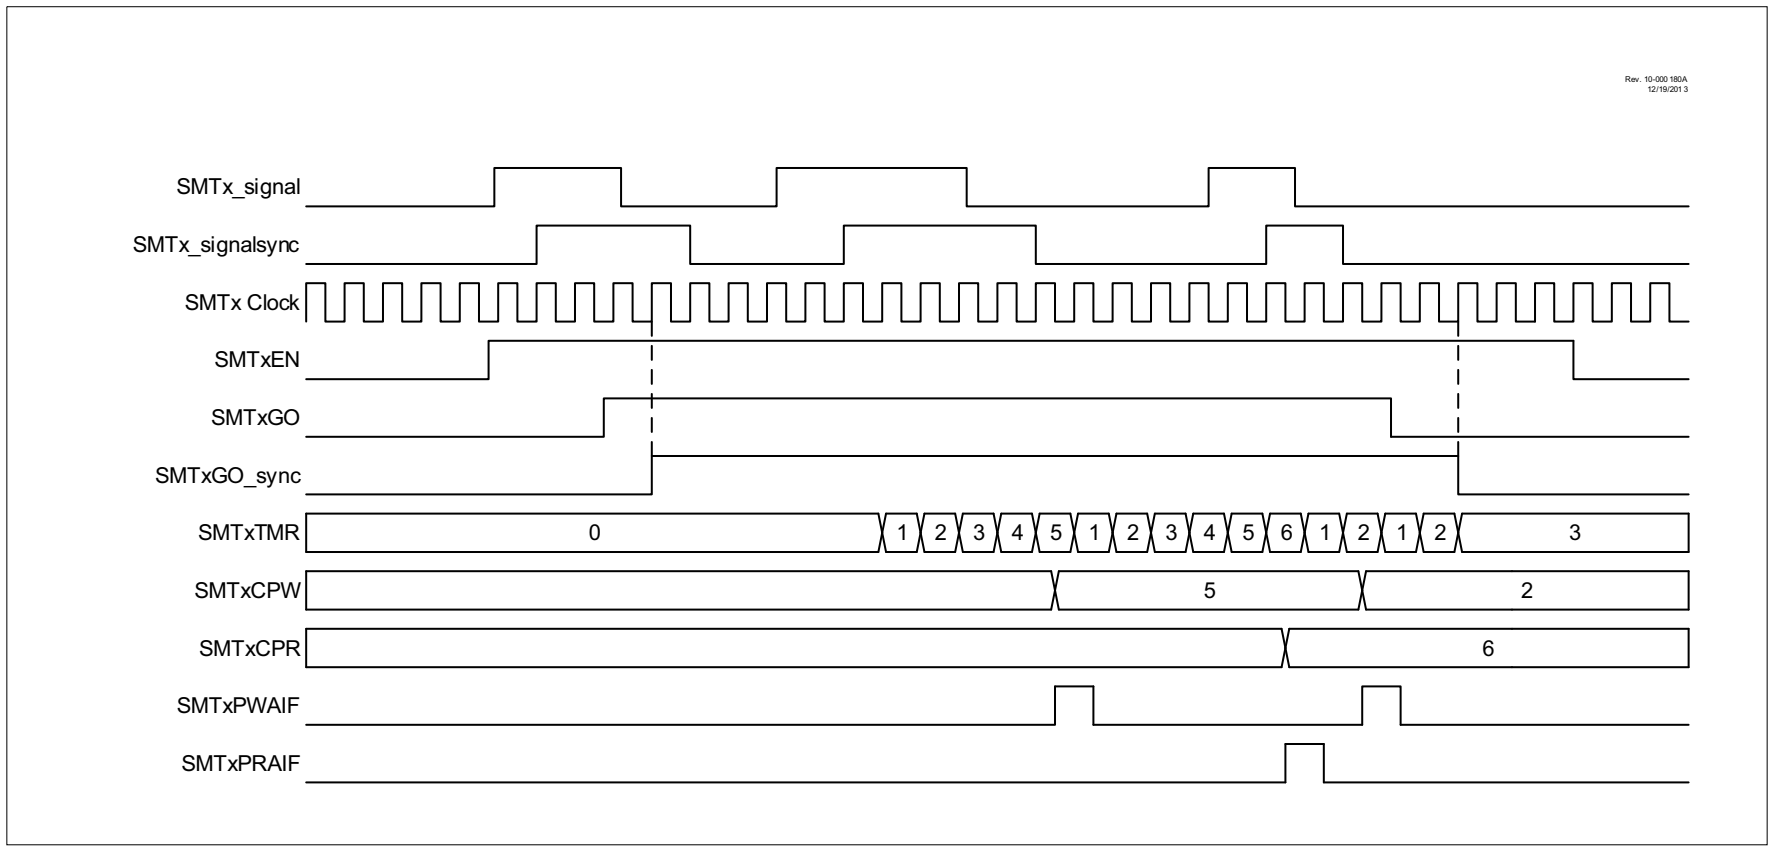 Rev. 10-000 180A
12/19/201 3
SMTx_signal
SMTx_signalsync
SMTx Clock
SMTxEN
SMTxGO
SMTxGO_sync
SMTxTMR 0 1 2 3 4 5 1 2 3 4 5 6 1 2 1 2 3
SMTxCPW 5 2
SMTxCPR 6
SMTxPWAIF
SMTxPRAIF